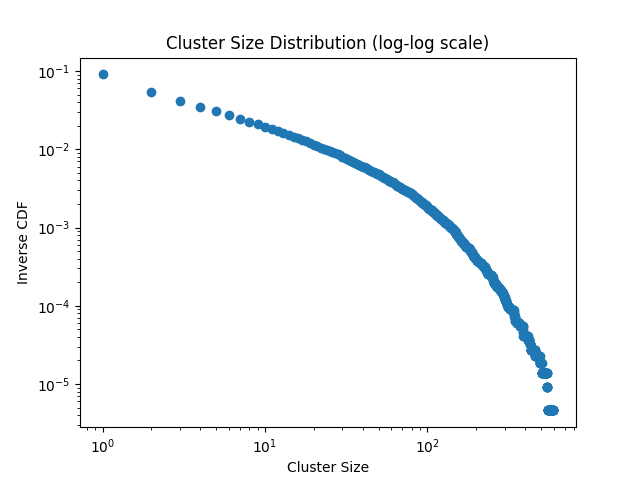 Cluster Size Distribution (log-log scale)
Inverse CDF
10⁻¹
10⁻²
10⁻³
10⁻⁴
10⁻⁵
10⁰ 10¹ 10²
Cluster Size